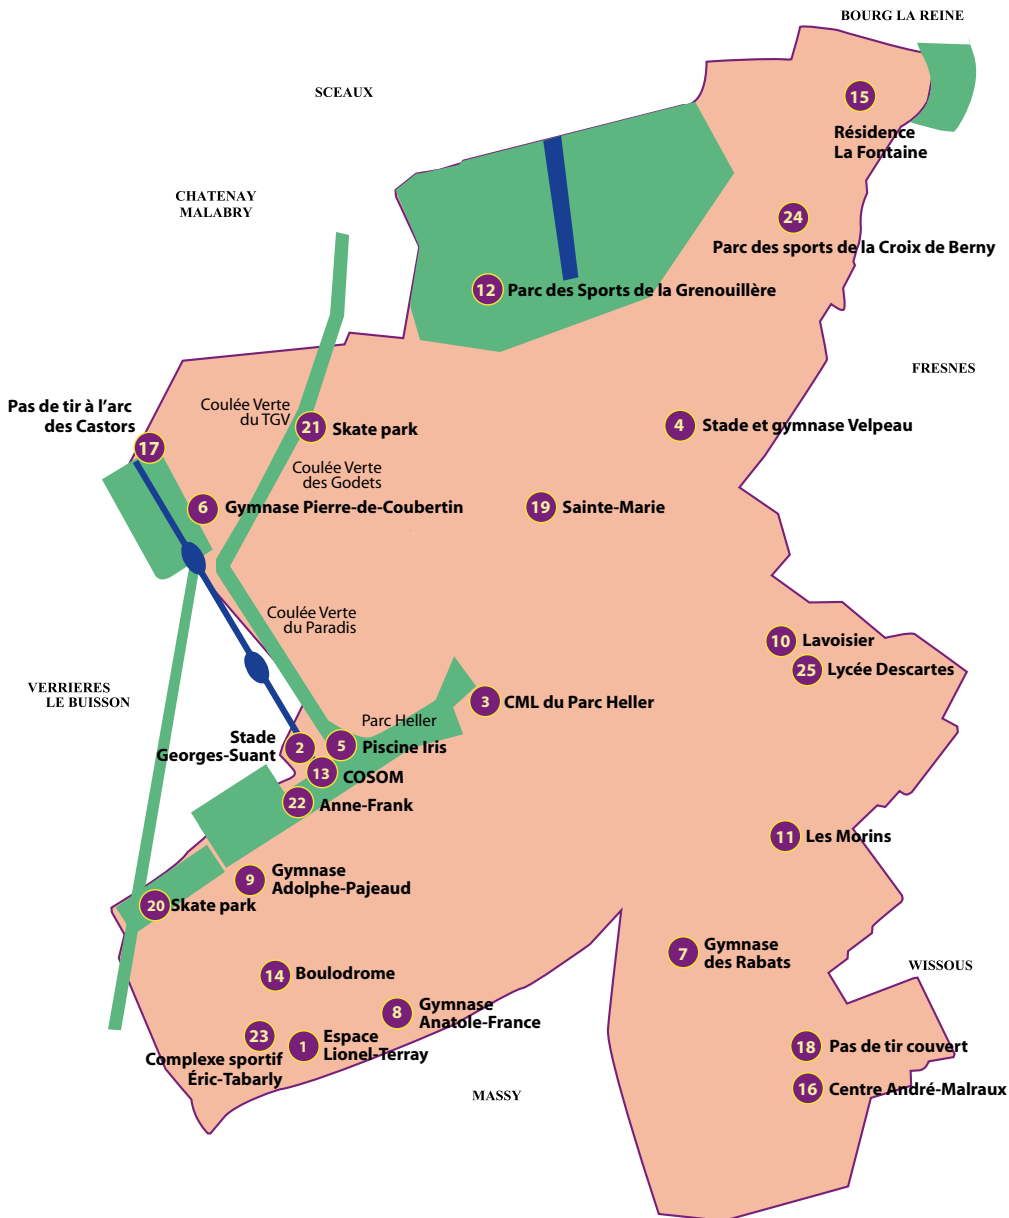 BOURG LA REINE
SCEAUX
15
Résidence
La Fontaine
CHATENAY
MALABRY
24
Parc des sports de la Croix de Berny
12
Parc des Sports de la Grenouillère
FRESNES
Pas de tir à l’arc
des Castors
17
Coulée Verte
du TGV
21
Skate park
4
Stade et gymnase Velpeau
Coulée Verte
des Godets
6
Gymnase Pierre-de-Coubertin
19
Sainte-Marie
Coulée Verte
du Paradis
10
Lavoisier
25
Lycée Descartes
VERRIERES
LE BUISSON
3
CML du Parc Heller
Parc Heller
Stade
Georges-Suant
2
5
Piscine Iris
13
COSOM
22
Anne-Frank
11
Les Morins
9
Gymnase
Adolphe-Pajeaud
20
Skate park
7
Gymnase
des Rabats
WISSOUS
14
Boulodrome
8
Gymnase
Anatole-France
23
Complexe sportif
Éric-Tabarly
1
Espace
Lionel-Terray
18
Pas de tir couvert
16
Centre André-Malraux
MASSY